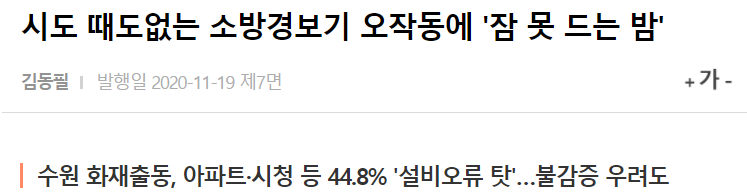 시도 때도없는 소방경보기 오작동에 '잠 못 드는 밤'
김동필 | 발행일 2020-11-19 제7면
+ 가 -
수원 화재출동, 아파트·시청 등 44.8% '설비오류 탓'…불감증 우려도